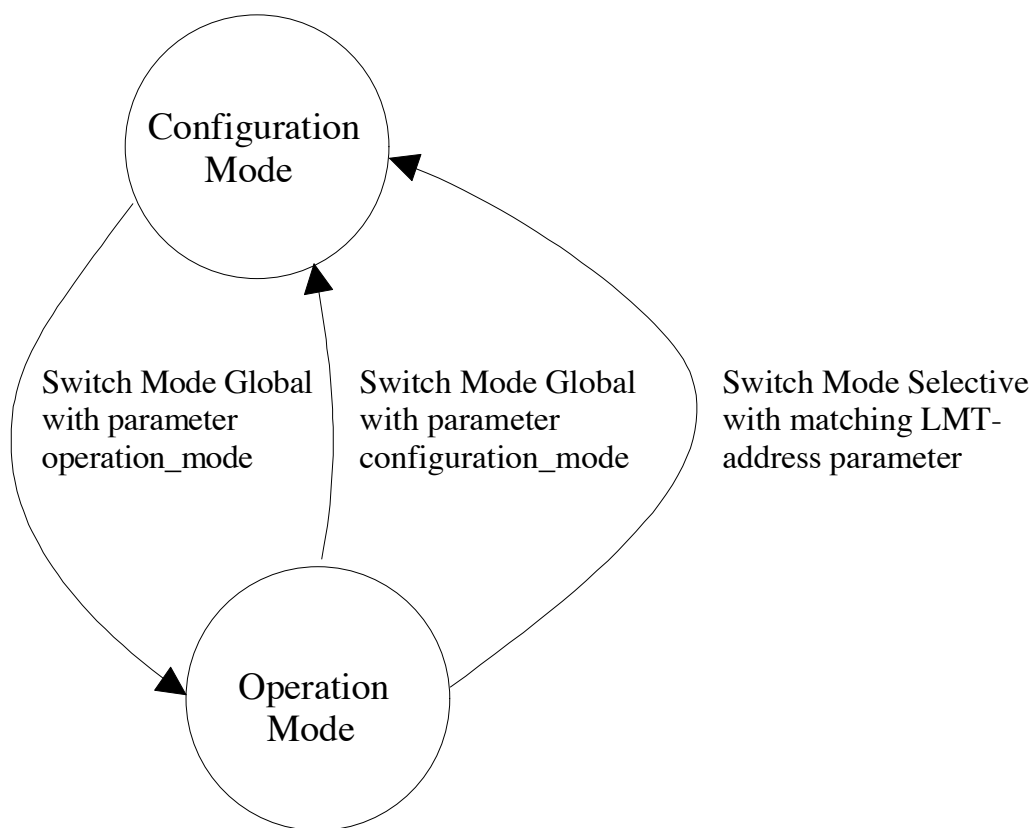 Configuration
Mode
Switch Mode Global
with parameter
operation_mode
Switch Mode Global
with parameter
configuration_mode
Switch Mode Selective
with matching LMT-
address parameter
Operation
Mode